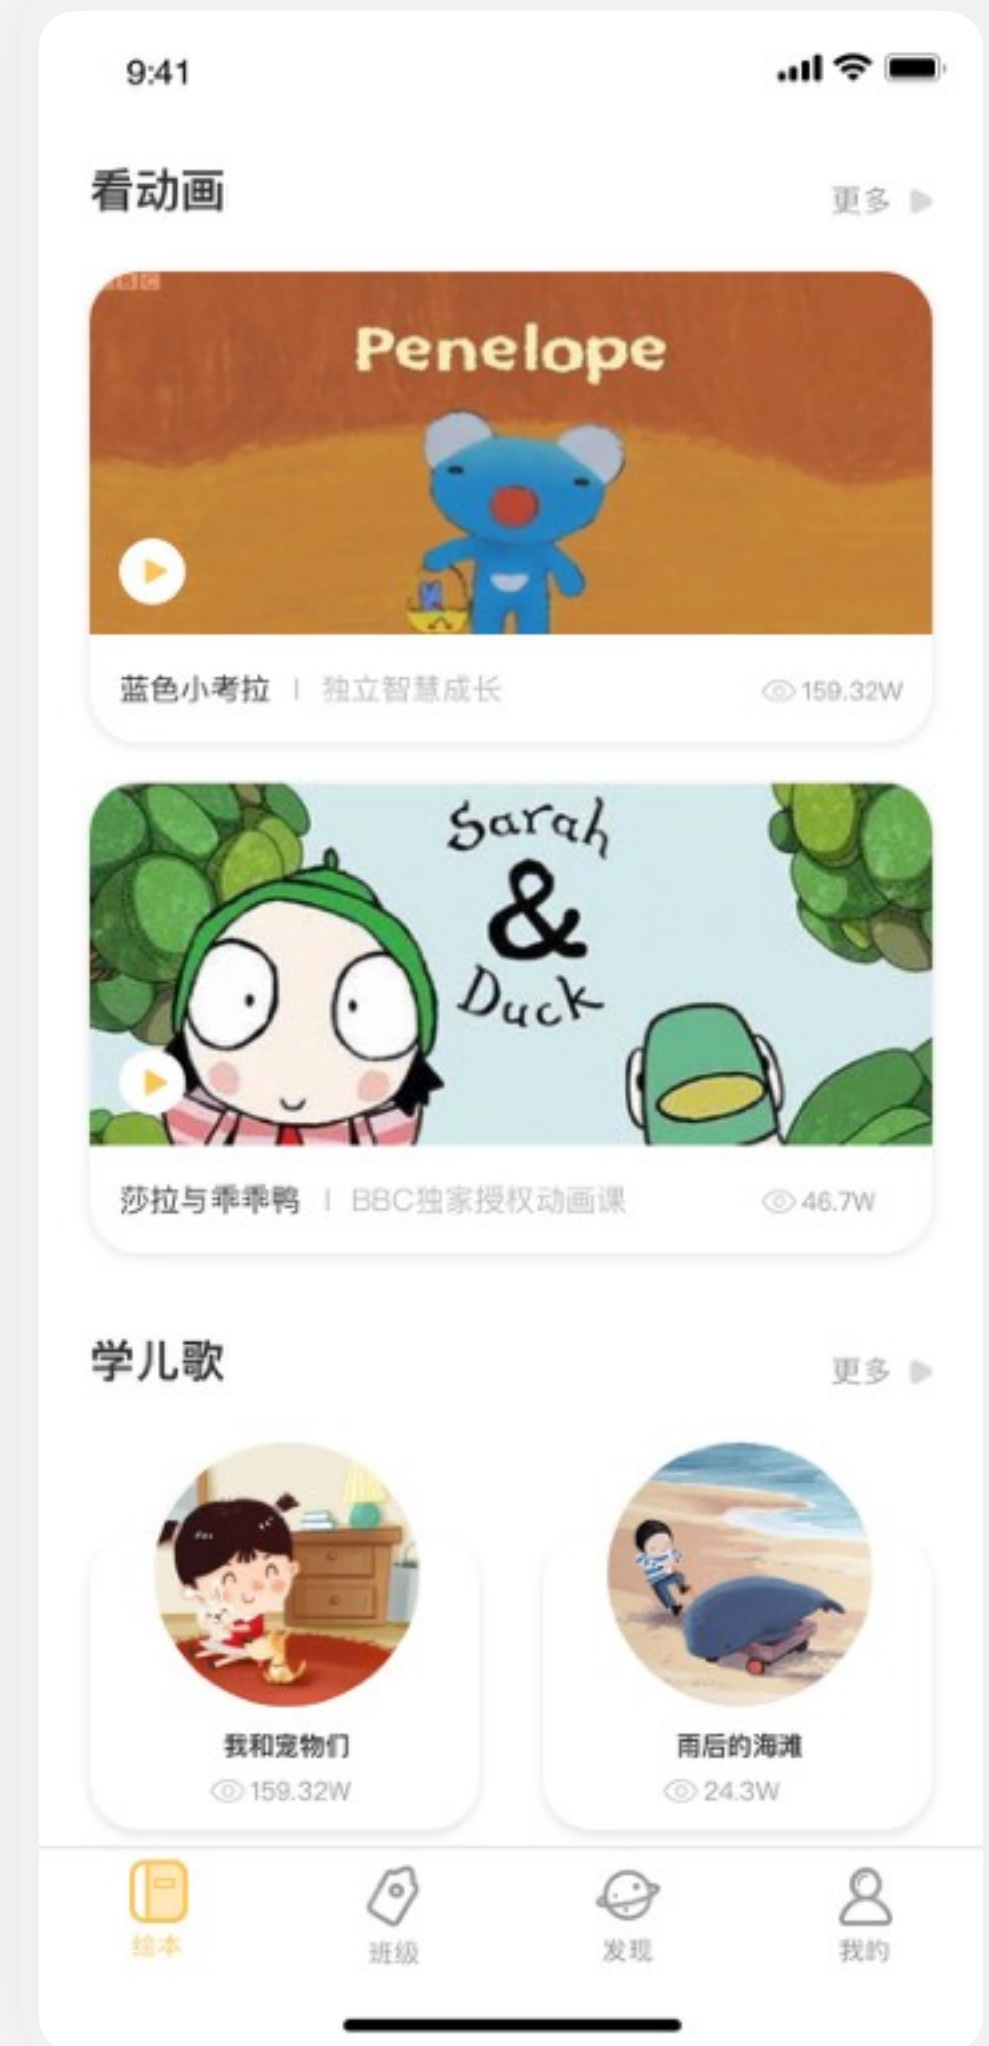 9:41
看动画
更多
BBC
Penelope
蓝色小考拉 | 独立智慧成长
159.32W
Sarah
&
Duck
莎拉与乖乖鸭 | BBC独家授权动画课
46.7W
学儿歌
更多
我和宠物们
159.32W
雨后的海滩
24.3W
绘本
班级
发现
我的